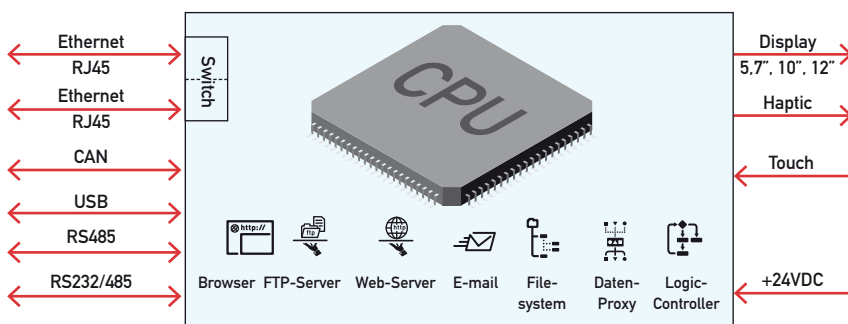 Ethernet
RJ45
Ethernet
RJ45
CAN
USB
RS485
RS232/485
Switch
CPU
http://
ftp
http
Browser
FTP-Server
Web-Server
E-mail
File-
system
Daten-
Proxy
Logic-
Controller
Display
5,7”, 10”, 12”
Haptic
Touch
+24VDC